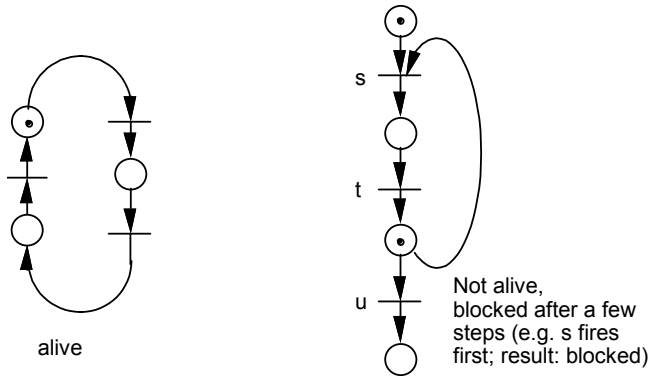 alive
s
t
u
Not alive,
blocked after a few
steps (e.g. s fires
first; result: blocked)